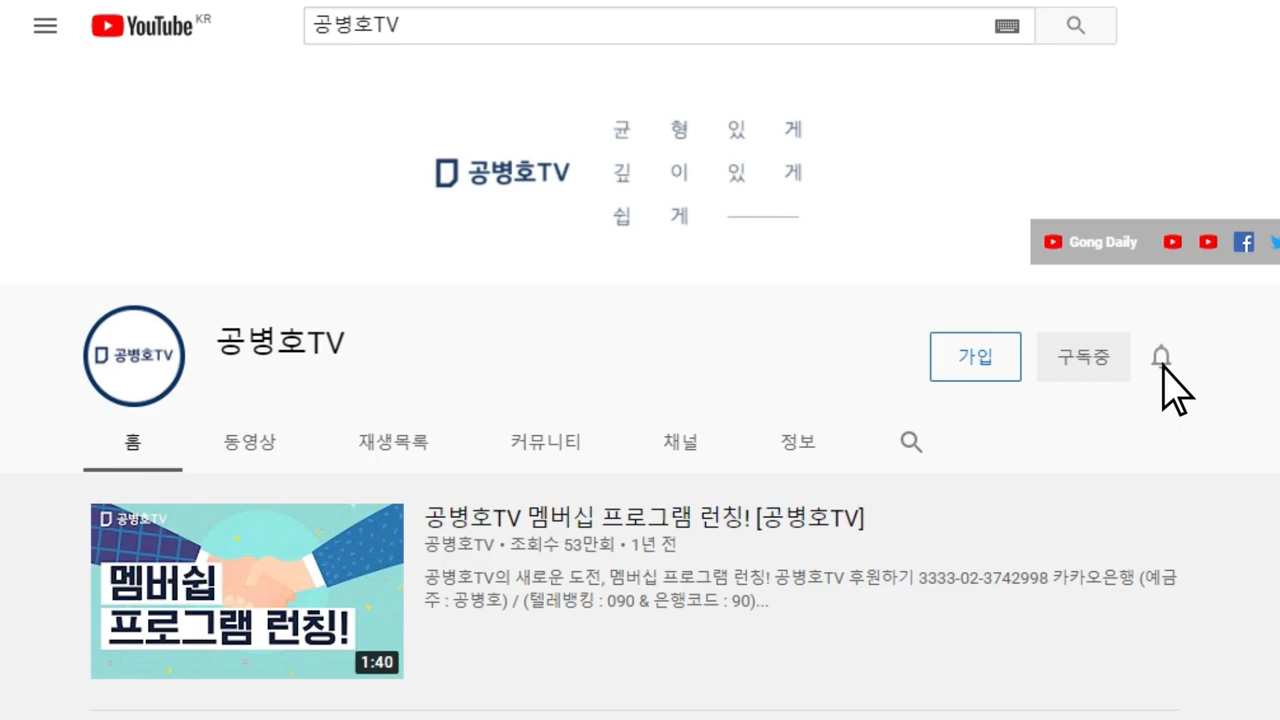 YouTube KR
공병호TV
균 형 있 게
공병호TV
깊 이 있 게
쉽 게
Gong Daily
공병호TV
공병호TV
가입
구독중
홈
동영상
재생목록
커뮤니티
채널
정보
공병호TV
멤버쉽
프로그램 런칭!
1:40
공병호TV 멤버십 프로그램 런칭! [공병호TV]
공병호TV • 조회수 53만회 • 1년 전
공병호TV의 새로운 도전, 멤버십 프로그램 런칭! 공병호TV 후원하기 3333-02-3742998 카카오은행 (예금
주 : 공병호) / (텔레뱅킹 : 090 & 은행코드 : 90)...